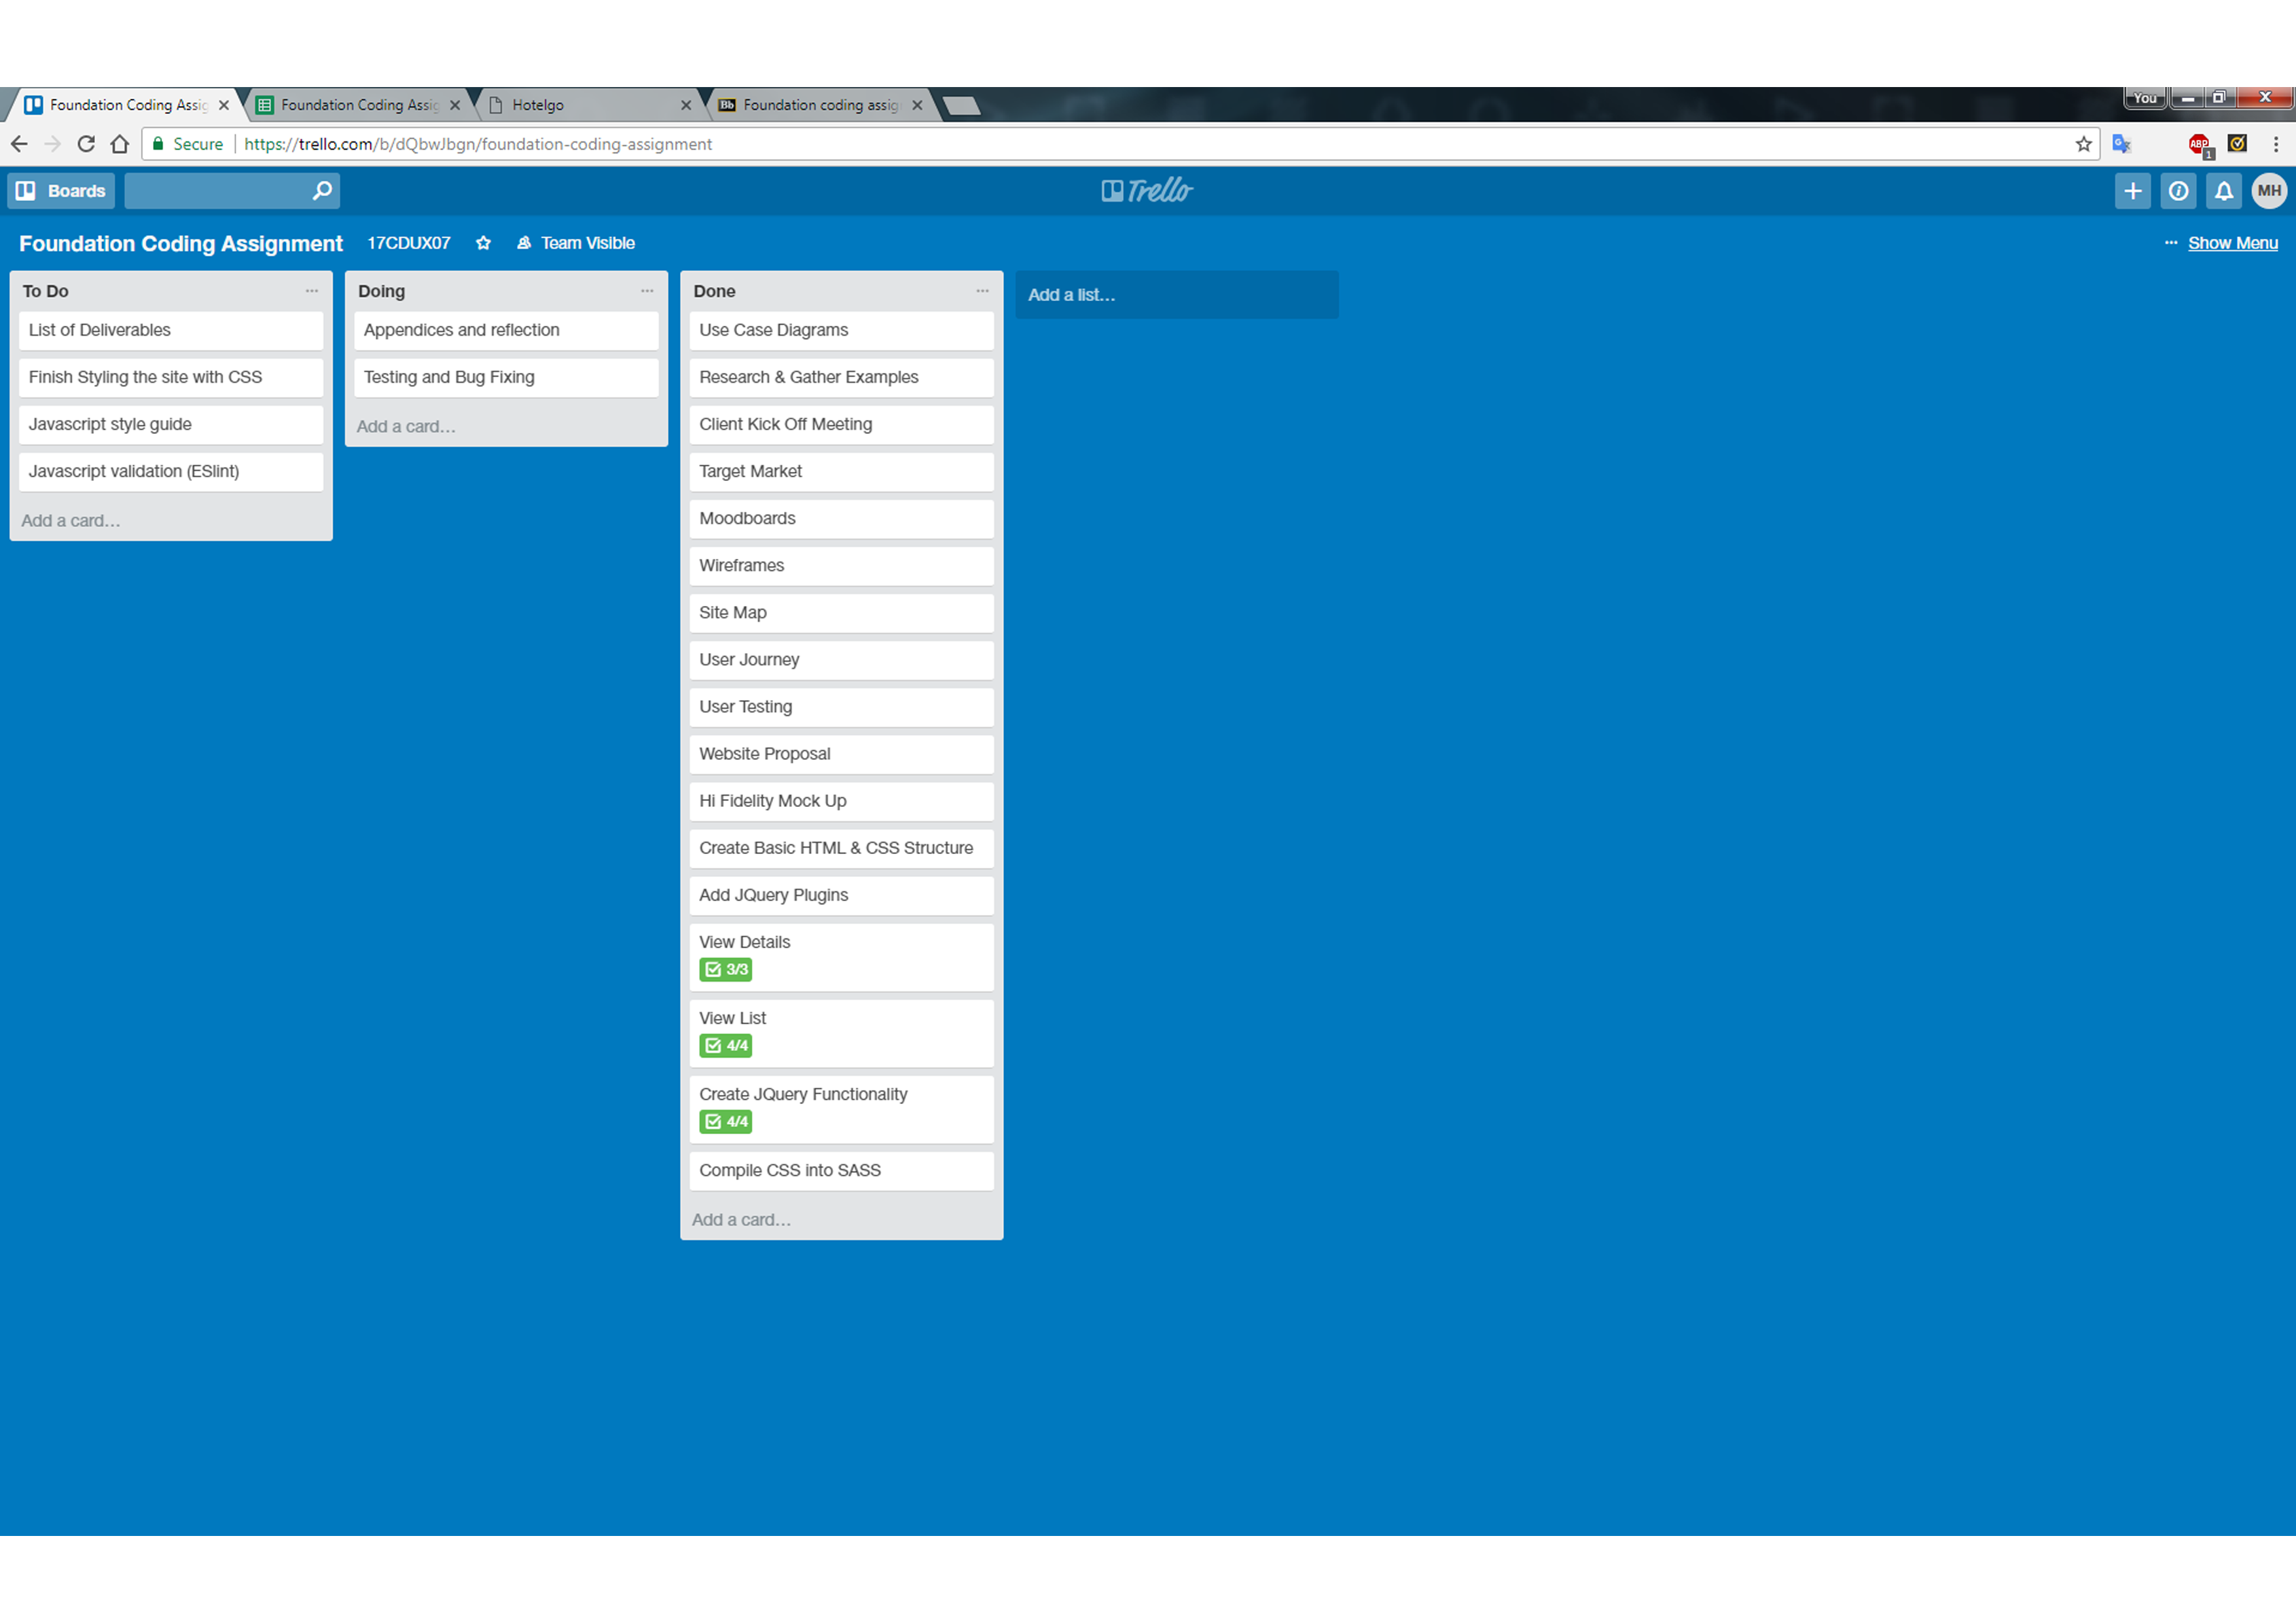 Foundation Coding Assig
Foundation Coding Assig
Hotelgo
Bb Foundation coding assig
You
Secure https://trello.com/b/dQbwJbgn/foundation-coding-assignment
ABP 1
Boards
Trello
MH
Foundation Coding Assignment 17CDUX07 Team Visible
... Show Menu
To Do
List of Deliverables
Finish Styling the site with CSS
Javascript style guide
Javascript validation (ESlint)
Add a card...
Doing
Appendices and reflection
Testing and Bug Fixing
Add a card...
Done
Use Case Diagrams
Research & Gather Examples
Client Kick Off Meeting
Target Market
Moodboards
Wireframes
Site Map
User Journey
User Testing
Website Proposal
Hi Fidelity Mock Up
Create Basic HTML & CSS Structure
Add JQuery Plugins
View Details
3/3
View List
4/4
Create JQuery Functionality
4/4
Compile CSS into SASS
Add a card...
Add a list...